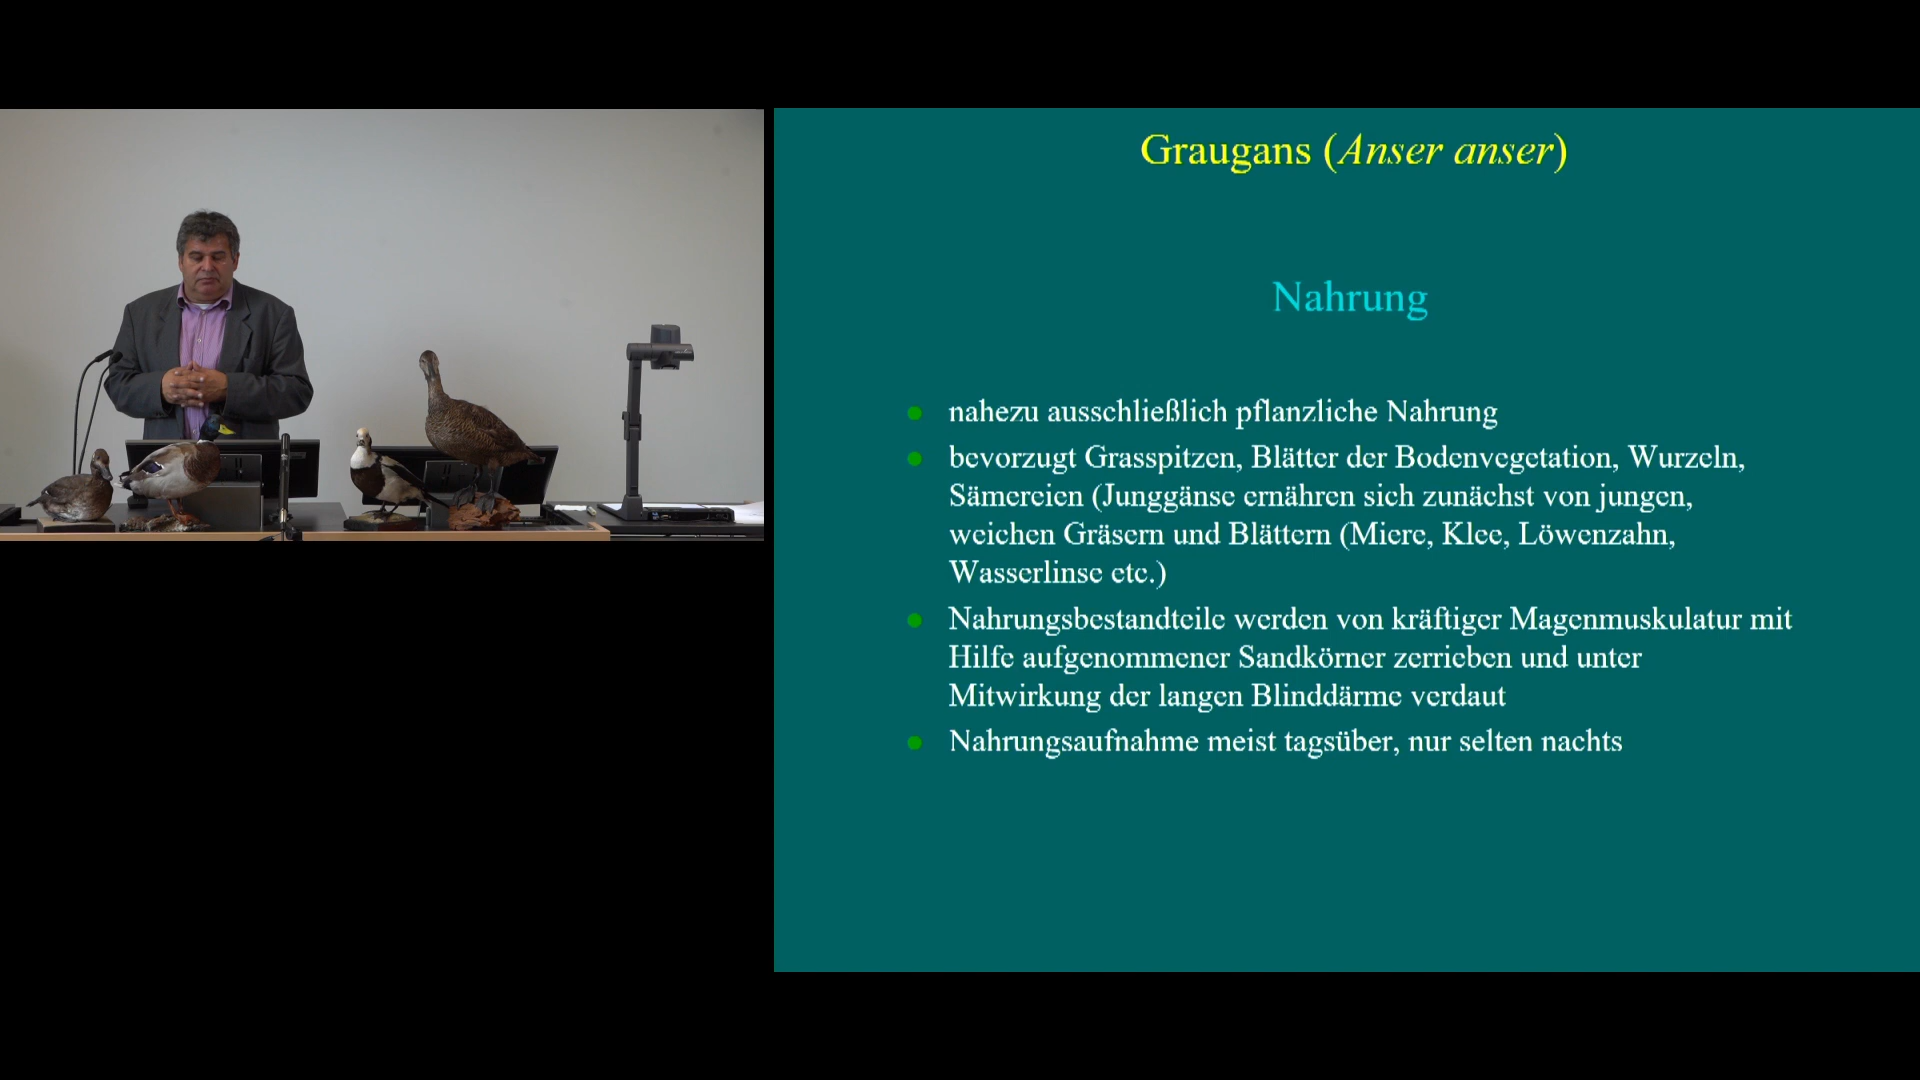 Graugans (Anser anser)
Nahrung
nahezu ausschließlich pflanzliche Nahrung
bevorzugt Grasspitzen, Blätter der Bodenvegetation, Wurzeln,
Sämereien (Junggänse ernähren sich zunächst von jungen,
weichen Gräsern und Blättern (Miere, Klee, Löwenzahn,
Wasserlinse etc.)
Nahrungsbestandteile werden von kräftiger Magenmuskulatur mit
Hilfe aufgenommener Sandkörner zerrieben und unter
Mitwirkung der langen Blinddärme verdaut
Nahrungsaufnahme meist tagsüber, nur selten nachts